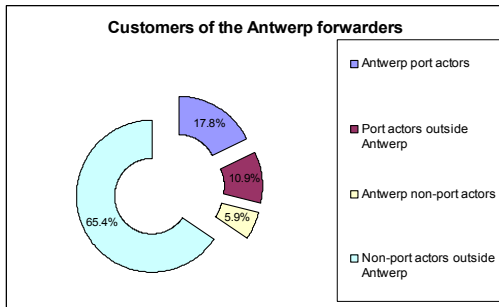 Customers of the Antwerp forwarders
17.8%
10.9%
5.9%
65.4%
Antwerp port actors
Port actors outside
Antwerp
Antwerp non-port actors
Non-port actors outside
Antwerp